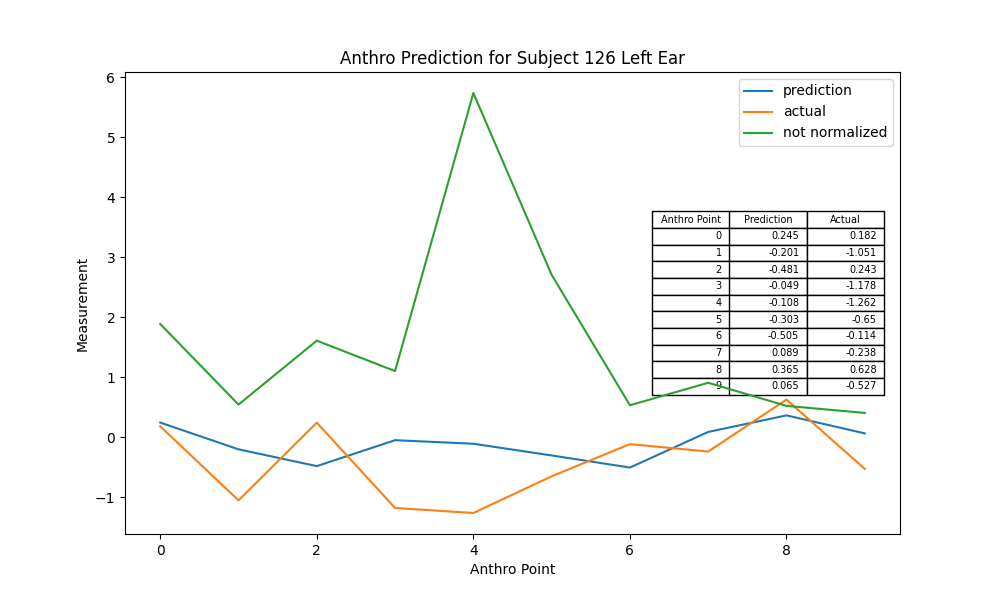 Anthro Prediction for Subject 126 Left Ear
prediction
actual
not normalized
Measurement
6
5
4
3
2
1
0
−1
Anthro Point Prediction Actual
0 0.245 0.182
1 -0.201 -1.051
2 -0.481 0.243
3 -0.049 -1.178
4 -0.108 -1.262
5 -0.303 -0.65
6 -0.505 -0.114
7 0.089 -0.238
8 0.365 0.628
9 0.065 -0.527
0 2 4 6 8
Anthro Point